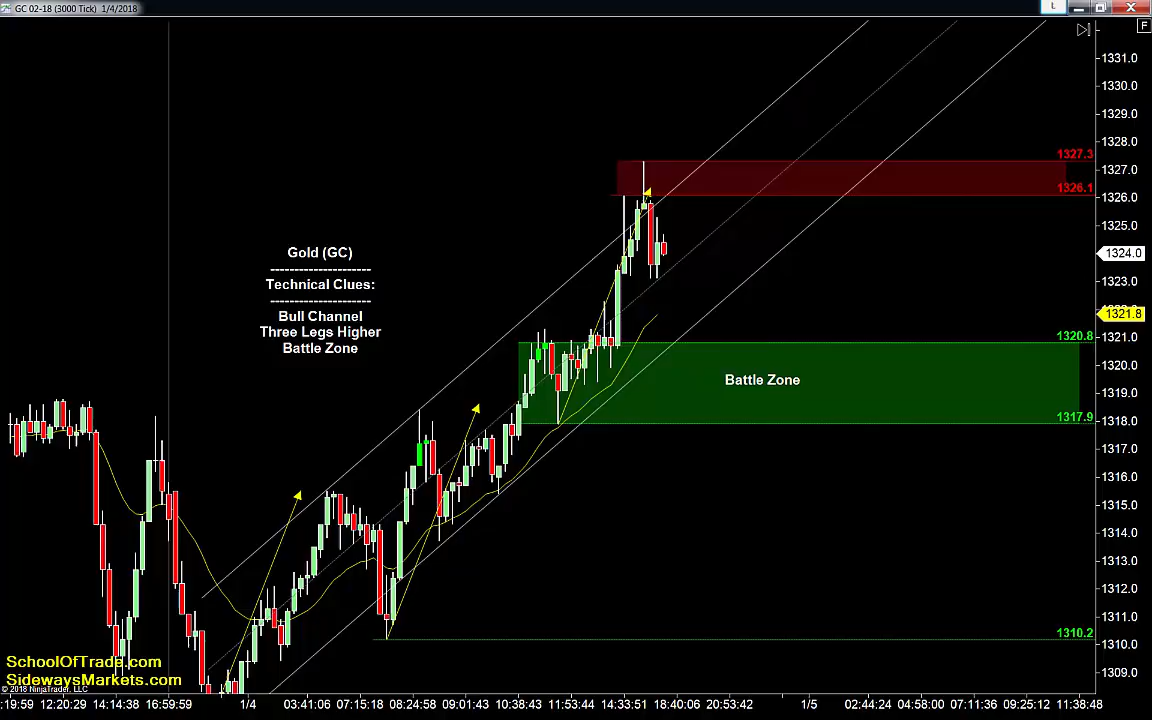 GC 02-18 (3000 Tick) 1/4/2018
L
F
1331.0
1330.0
1329.0
1328.0
1327.3
1327.0
1326.1
1326.0
1325.0
1324.0
1323.0
1321.8
1320.8
1321.0
1320.0
1319.0
1317.9
1318.0
1317.0
1316.0
1315.0
1314.0
1313.0
1312.0
1311.0
1310.2
1310.0
1309.0
Gold (GC)
----------------------
Technical Clues:
----------------------
Bull Channel
Three Legs Higher
Battle Zone
Battle Zone
SchoolOfTrade.com
SidewaysMarkets.com
© 2018 NinjaTrader, LLC
:19:59 12:20:29 14:14:38 16:59:59 1/4 03:41:06 07:15:18 08:24:58 09:01:43 10:38:43 11:53:44 14:33:51 18:40:06 20:53:42 1/5 02:44:24 04:58:00 07:11:36 09:25:12 11:38:48